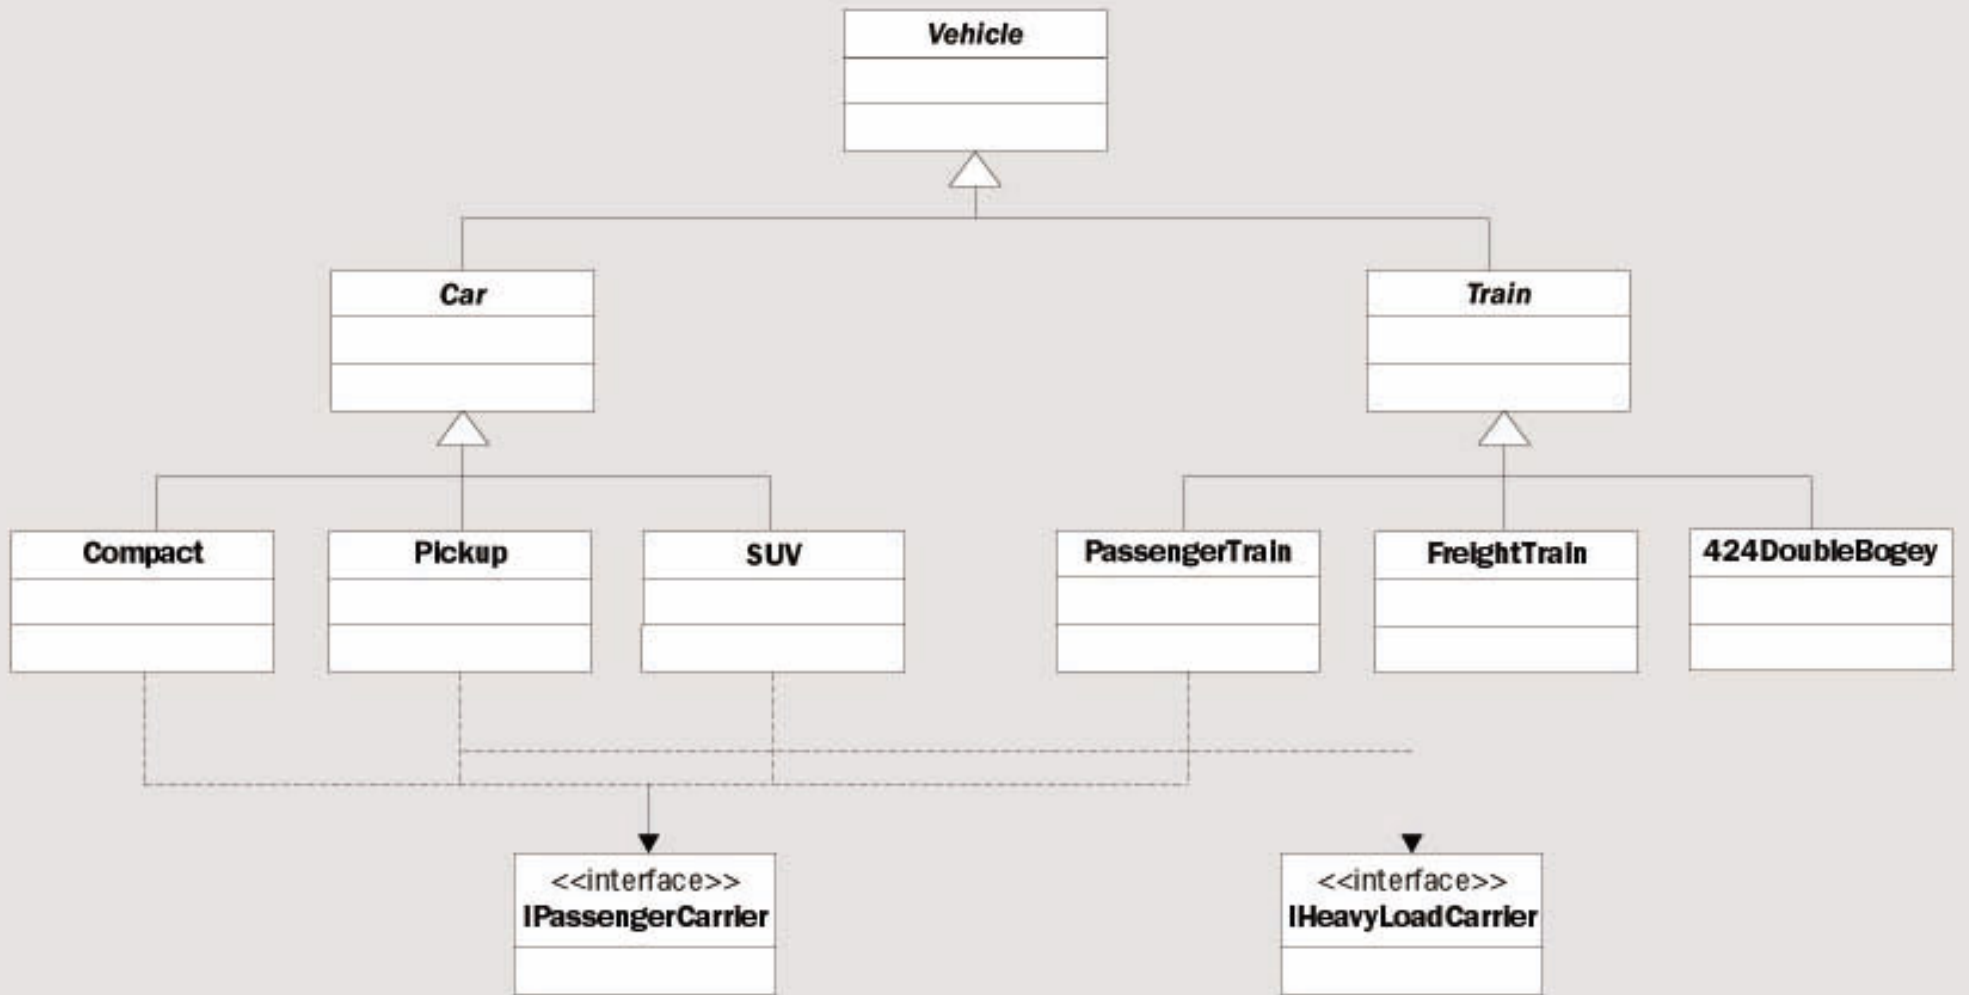 Vehicle
Car
Train
Compact
Pickup
SUV
PassengerTrain
FreightTrain
424DoubleBogey
<<interface>>
IPassengerCarrier
<<interface>>
IHeavyLoadCarrier